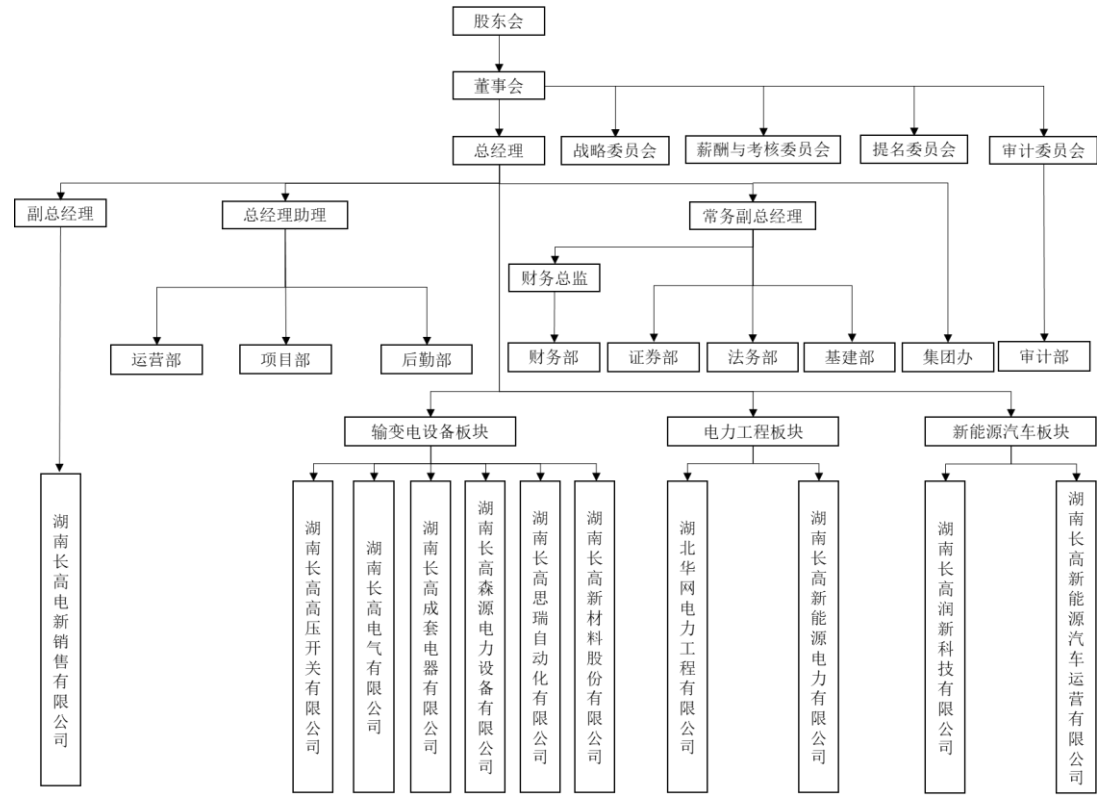 股东会
董事会
总经理
战略委员会
薪酬与考核委员会
提名委员会
审计委员会
副总经理
总经理助理
常务副总经理
财务总监
运营部
项目部
后勤部
财务部
证券部
法务部
基建部
集团办
审计部
输变电设备板块
电力工程板块
新能源汽车板块
湖南长高电新销售有限公司
湖南长高高压开关有限公司
湖南长高电气有限公司
湖南长高成套电器有限公司
湖南长高森源电力设备有限公司
湖南长高思瑞自动化有限公司
湖南长高新材料股份有限公司
湖北华网电力工程有限公司
湖南长高新能源电力有限公司
湖南长高润新科技有限公司
湖南长高新能源汽车运营有限公司